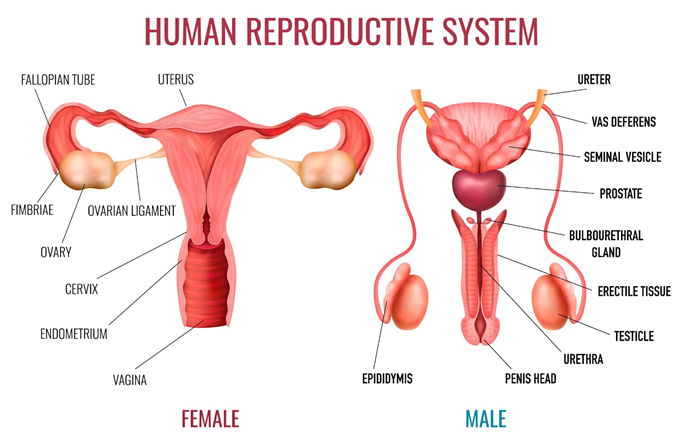 HUMAN REPRODUCTIVE SYSTEM
FALLOPIAN TUBE
UTERUS
FIMBRIAE
OVARIAN LIGAMENT
OVARY
CERVIX
ENDOMETRIUM
VAGINA
FEMALE
URETER
VAS DEFERENS
SEMINAL VESICLE
PROSTATE
BULBOURETHRAL
GLAND
ERECTILE TISSUE
TESTICLE
URETHRA
EPIDIDYMIS
PENIS HEAD
MALE